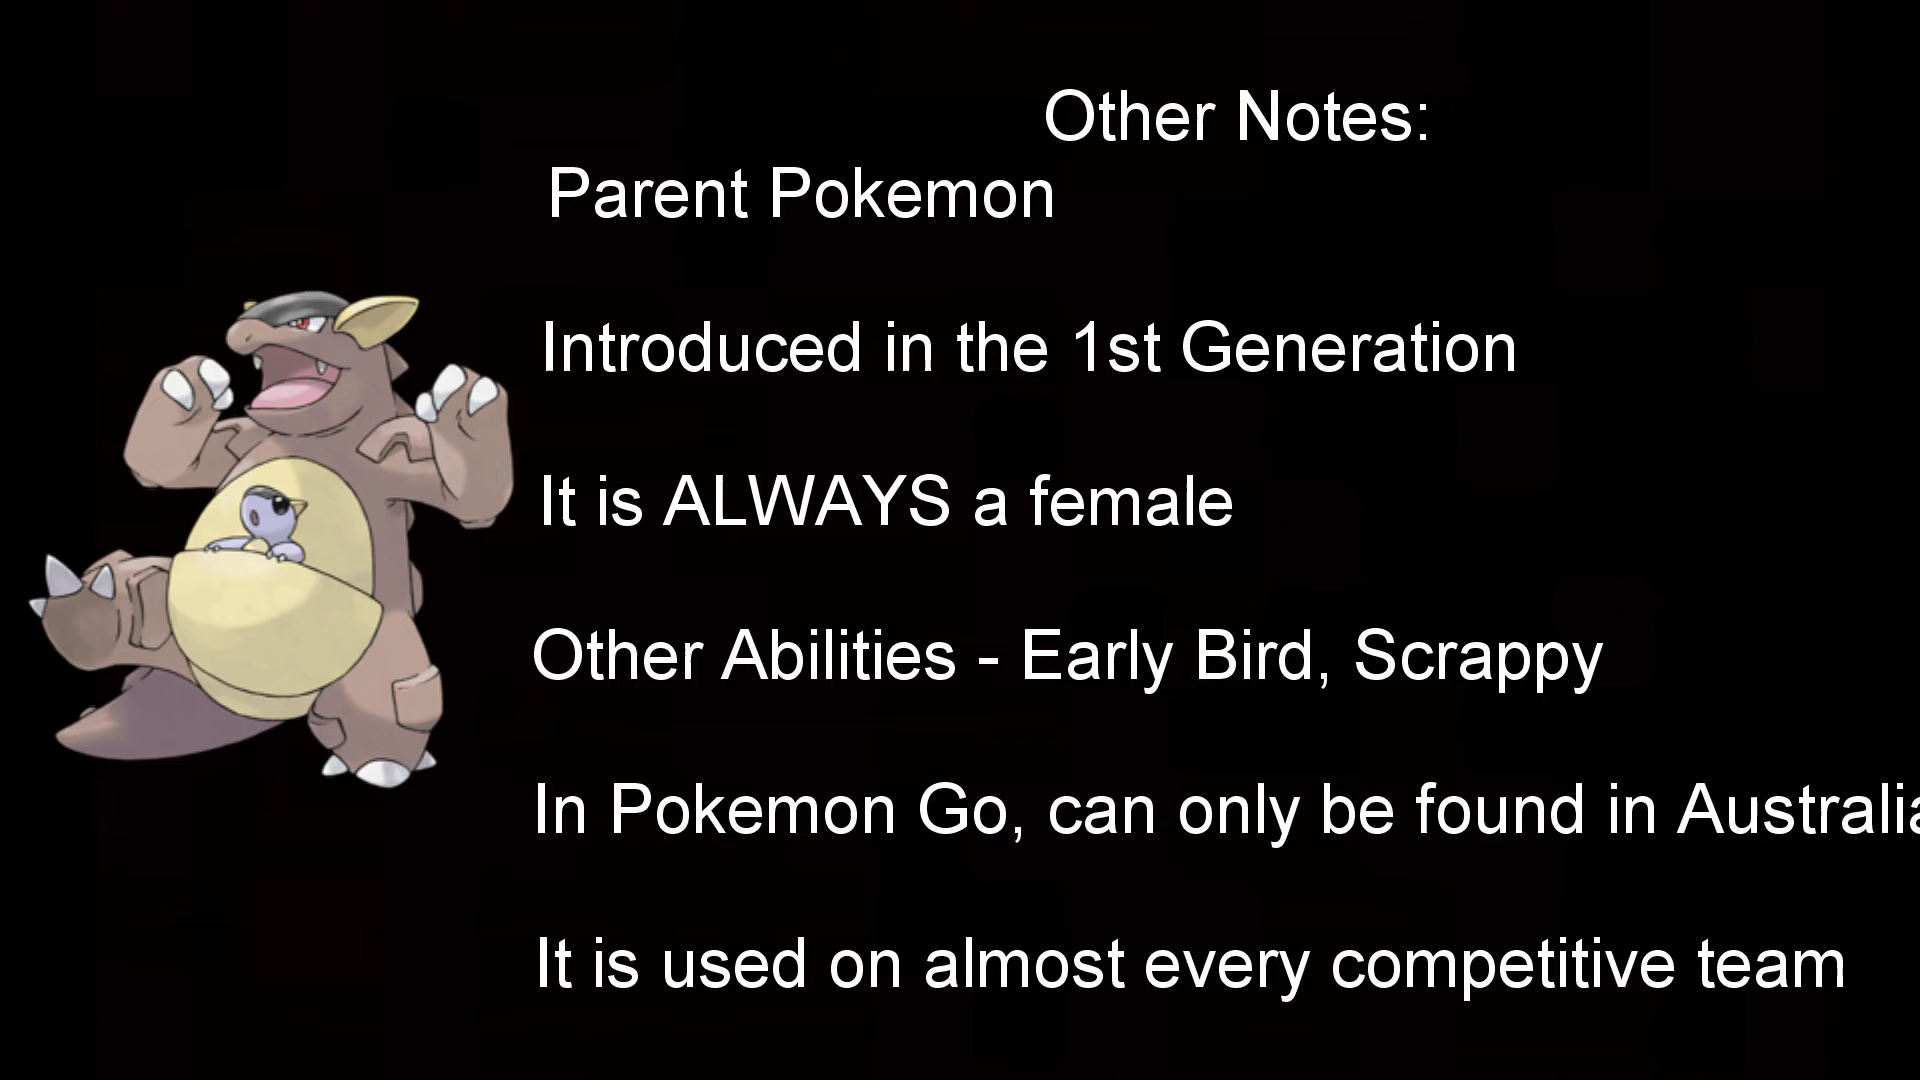 Other Notes:
Parent Pokemon
Introduced in the 1st Generation
It is ALWAYS a female
Other Abilities - Early Bird, Scrappy
In Pokemon Go, can only be found in Australia
It is used on almost every competitive team